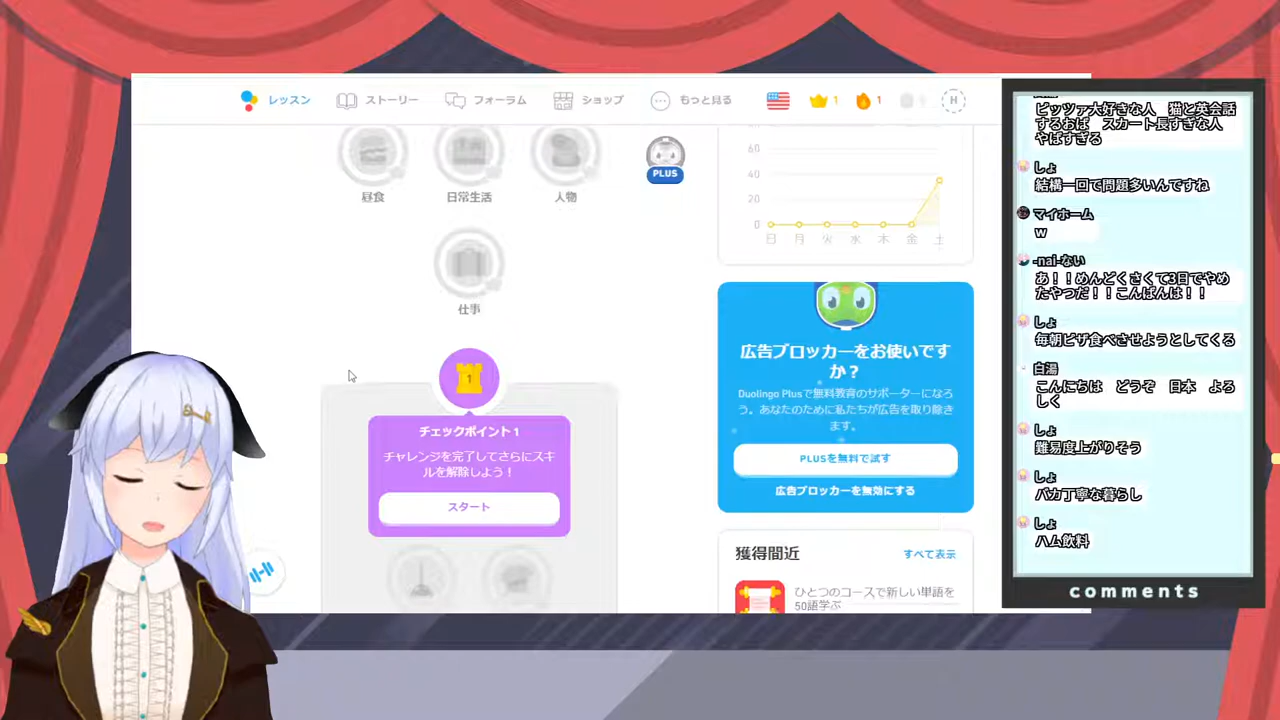 レッスン
ストーリー
フォーラム
ショップ
もっと見る
1
1
H
昼食
日常生活
人物
PLUS
仕事
60
40
20
0
日 月 火 水 木 金 土
1
チェックポイント1
チャレンジを完了してさらにスキ
ルを解除しよう！
スタート
広告ブロッカーをお使いです
か？
Duolingo Plusで無料教育のサポーターになろ
う。あなたのために私たちが広告を取り除き
ます。
PLUSを無料で試す
広告ブロッカーを無効にする
獲得間近
すべて表示
ひとつのコースで新しい単語を
50語学ぶ
ピッツァ大好きな人 猫と英会話
するおば スカート長すぎな人
やばすぎる
しょ
結構一回で問題多いんですね
マイホーム
w
-nai-ない
あ！！めんどくさくて3日でやめ
たやつだ！！こんばんは！！
しょ
毎朝ピザ食べさせようとしてくる
白湯
こんにちは どうぞ 日本 よろ
しく
しょ
難易度上がりそう
しょ
バカ丁寧な暮らし
しょ
ハム飲料
comments